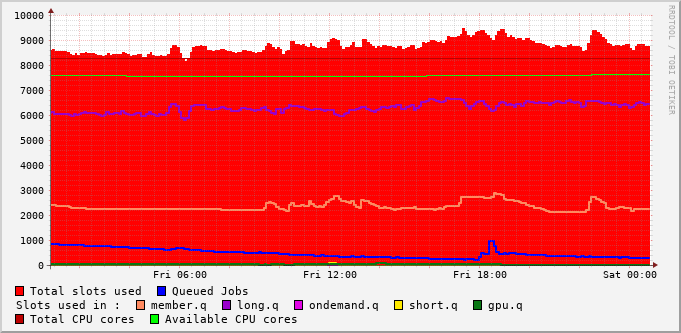 10000
9000
8000
7000
6000
5000
4000
3000
2000
1000
0
Fri 06:00 Fri 12:00 Fri 18:00 Sat 00:00
RRDTOOL / TOBI OETIKER
Total slots used Queued Jobs
Slots used in : member.q long.q ondemand.q short.q gpu.q
Total CPU cores Available CPU cores